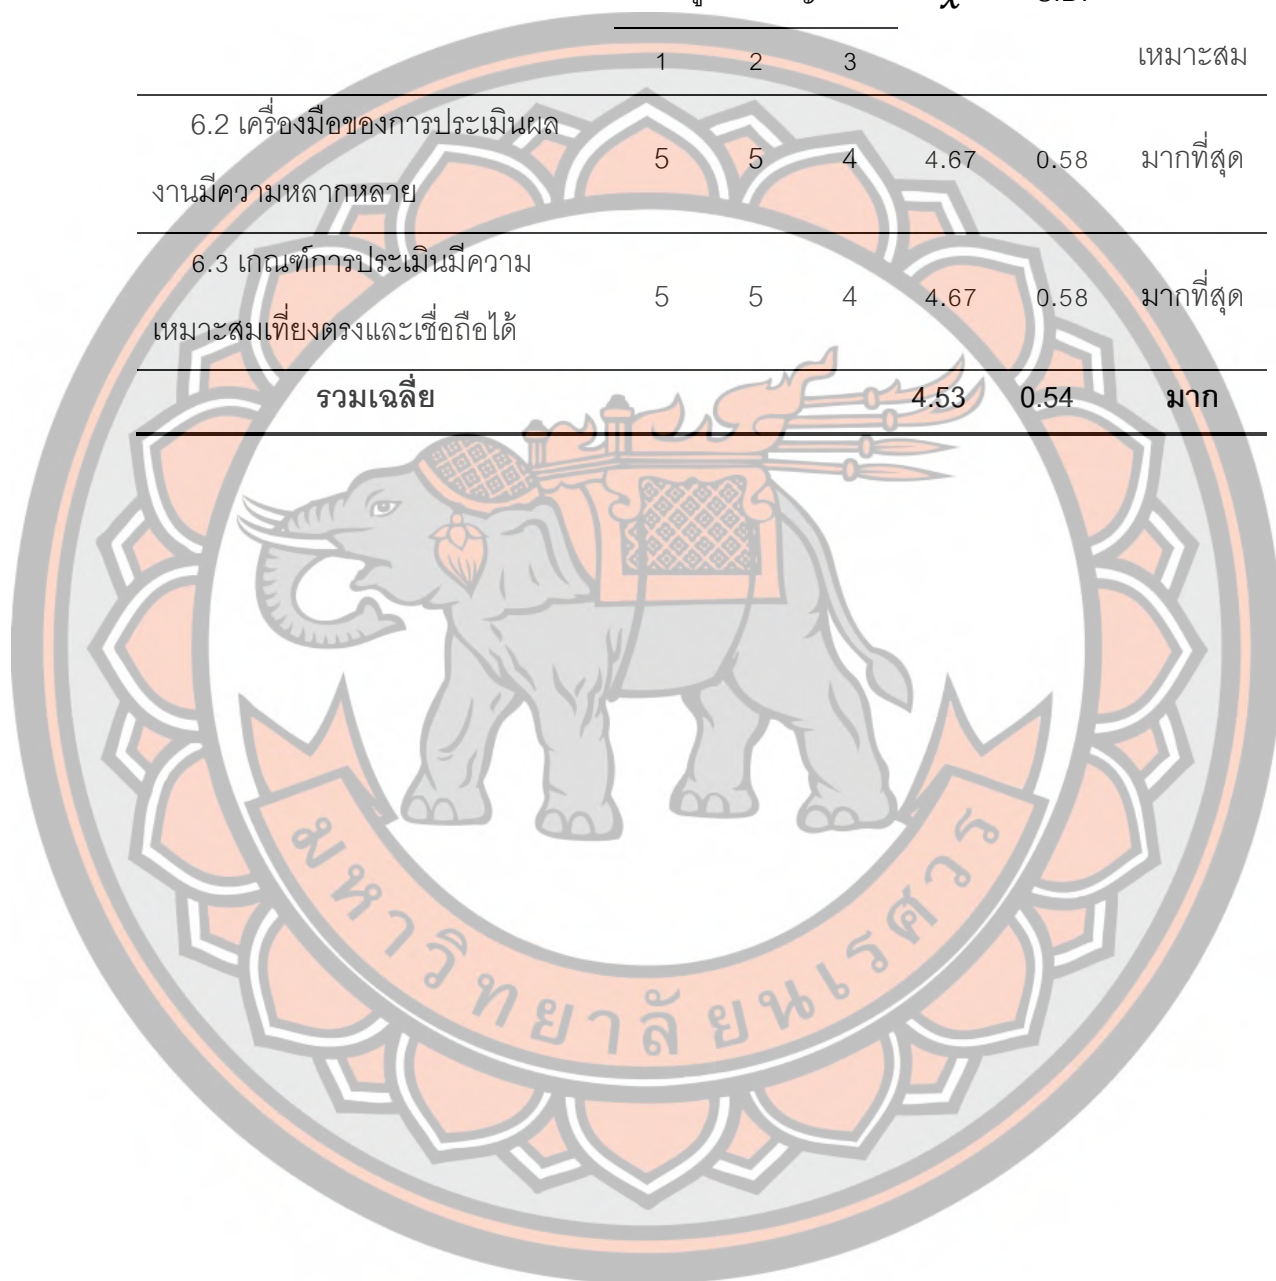 1 2 3 เหมาะสม
6.2 เครื่องมือของการประเมินผล
งานมีความหลากหลาย 5 5 4 4.67 0.58 มากที่สุด
6.3 เกณฑ์การประเมินมีความ
เหมาะสมเที่ยงตรงและเชื่อถือได้ 5 5 4 4.67 0.58 มากที่สุด
รวมเฉลี่ย 4.53 0.54 มาก
มหาวิทยาลัยนเรศวร